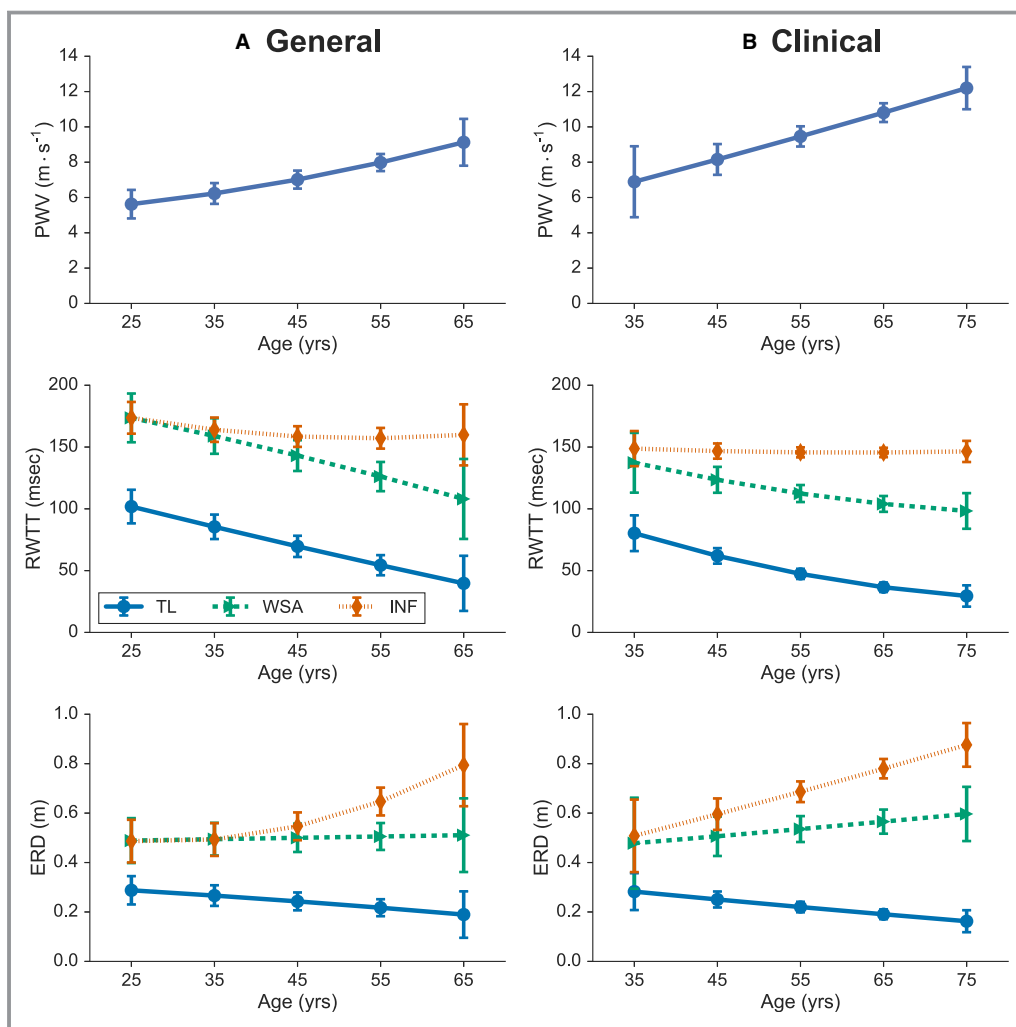 A General
14
12
10
8
6
4
2
0
PWV (m · s⁻¹)
25 35 45 55 65
Age (yrs)
B Clinical
14
12
10
8
6
4
2
0
PWV (m · s⁻¹)
35 45 55 65 75
Age (yrs)
200
150
100
50
0
RWTT (msec)
TL WSA INF
25 35 45 55 65
Age (yrs)
200
150
100
50
0
RWTT (msec)
35 45 55 65 75
Age (yrs)
1.0
0.8
0.6
0.4
0.2
0.0
ERD (m)
25 35 45 55 65
Age (yrs)
1.0
0.8
0.6
0.4
0.2
0.0
ERD (m)
35 45 55 65 75
Age (yrs)